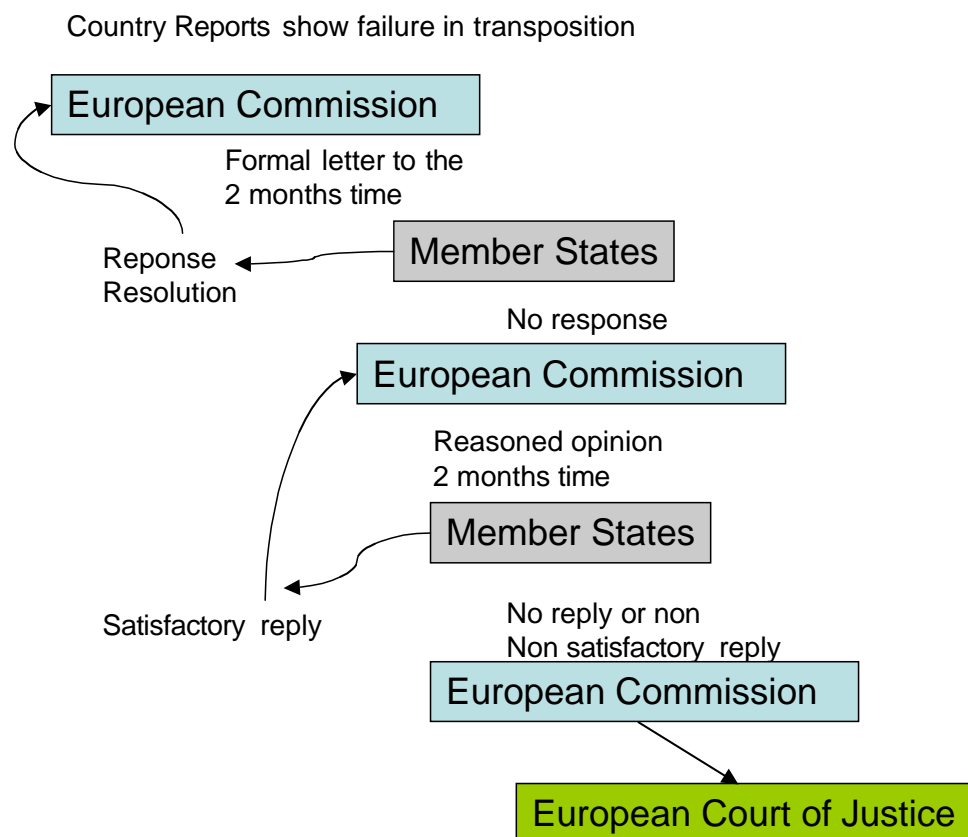 Country Reports show failure in transposition
European Commission
Formal letter to the
2 months time
Member States
Reponse
Resolution
No response
European Commission
Reasoned opinion
2 months time
Member States
Satisfactory reply
No reply or non
Non satisfactory reply
European Commission
European Court of Justice